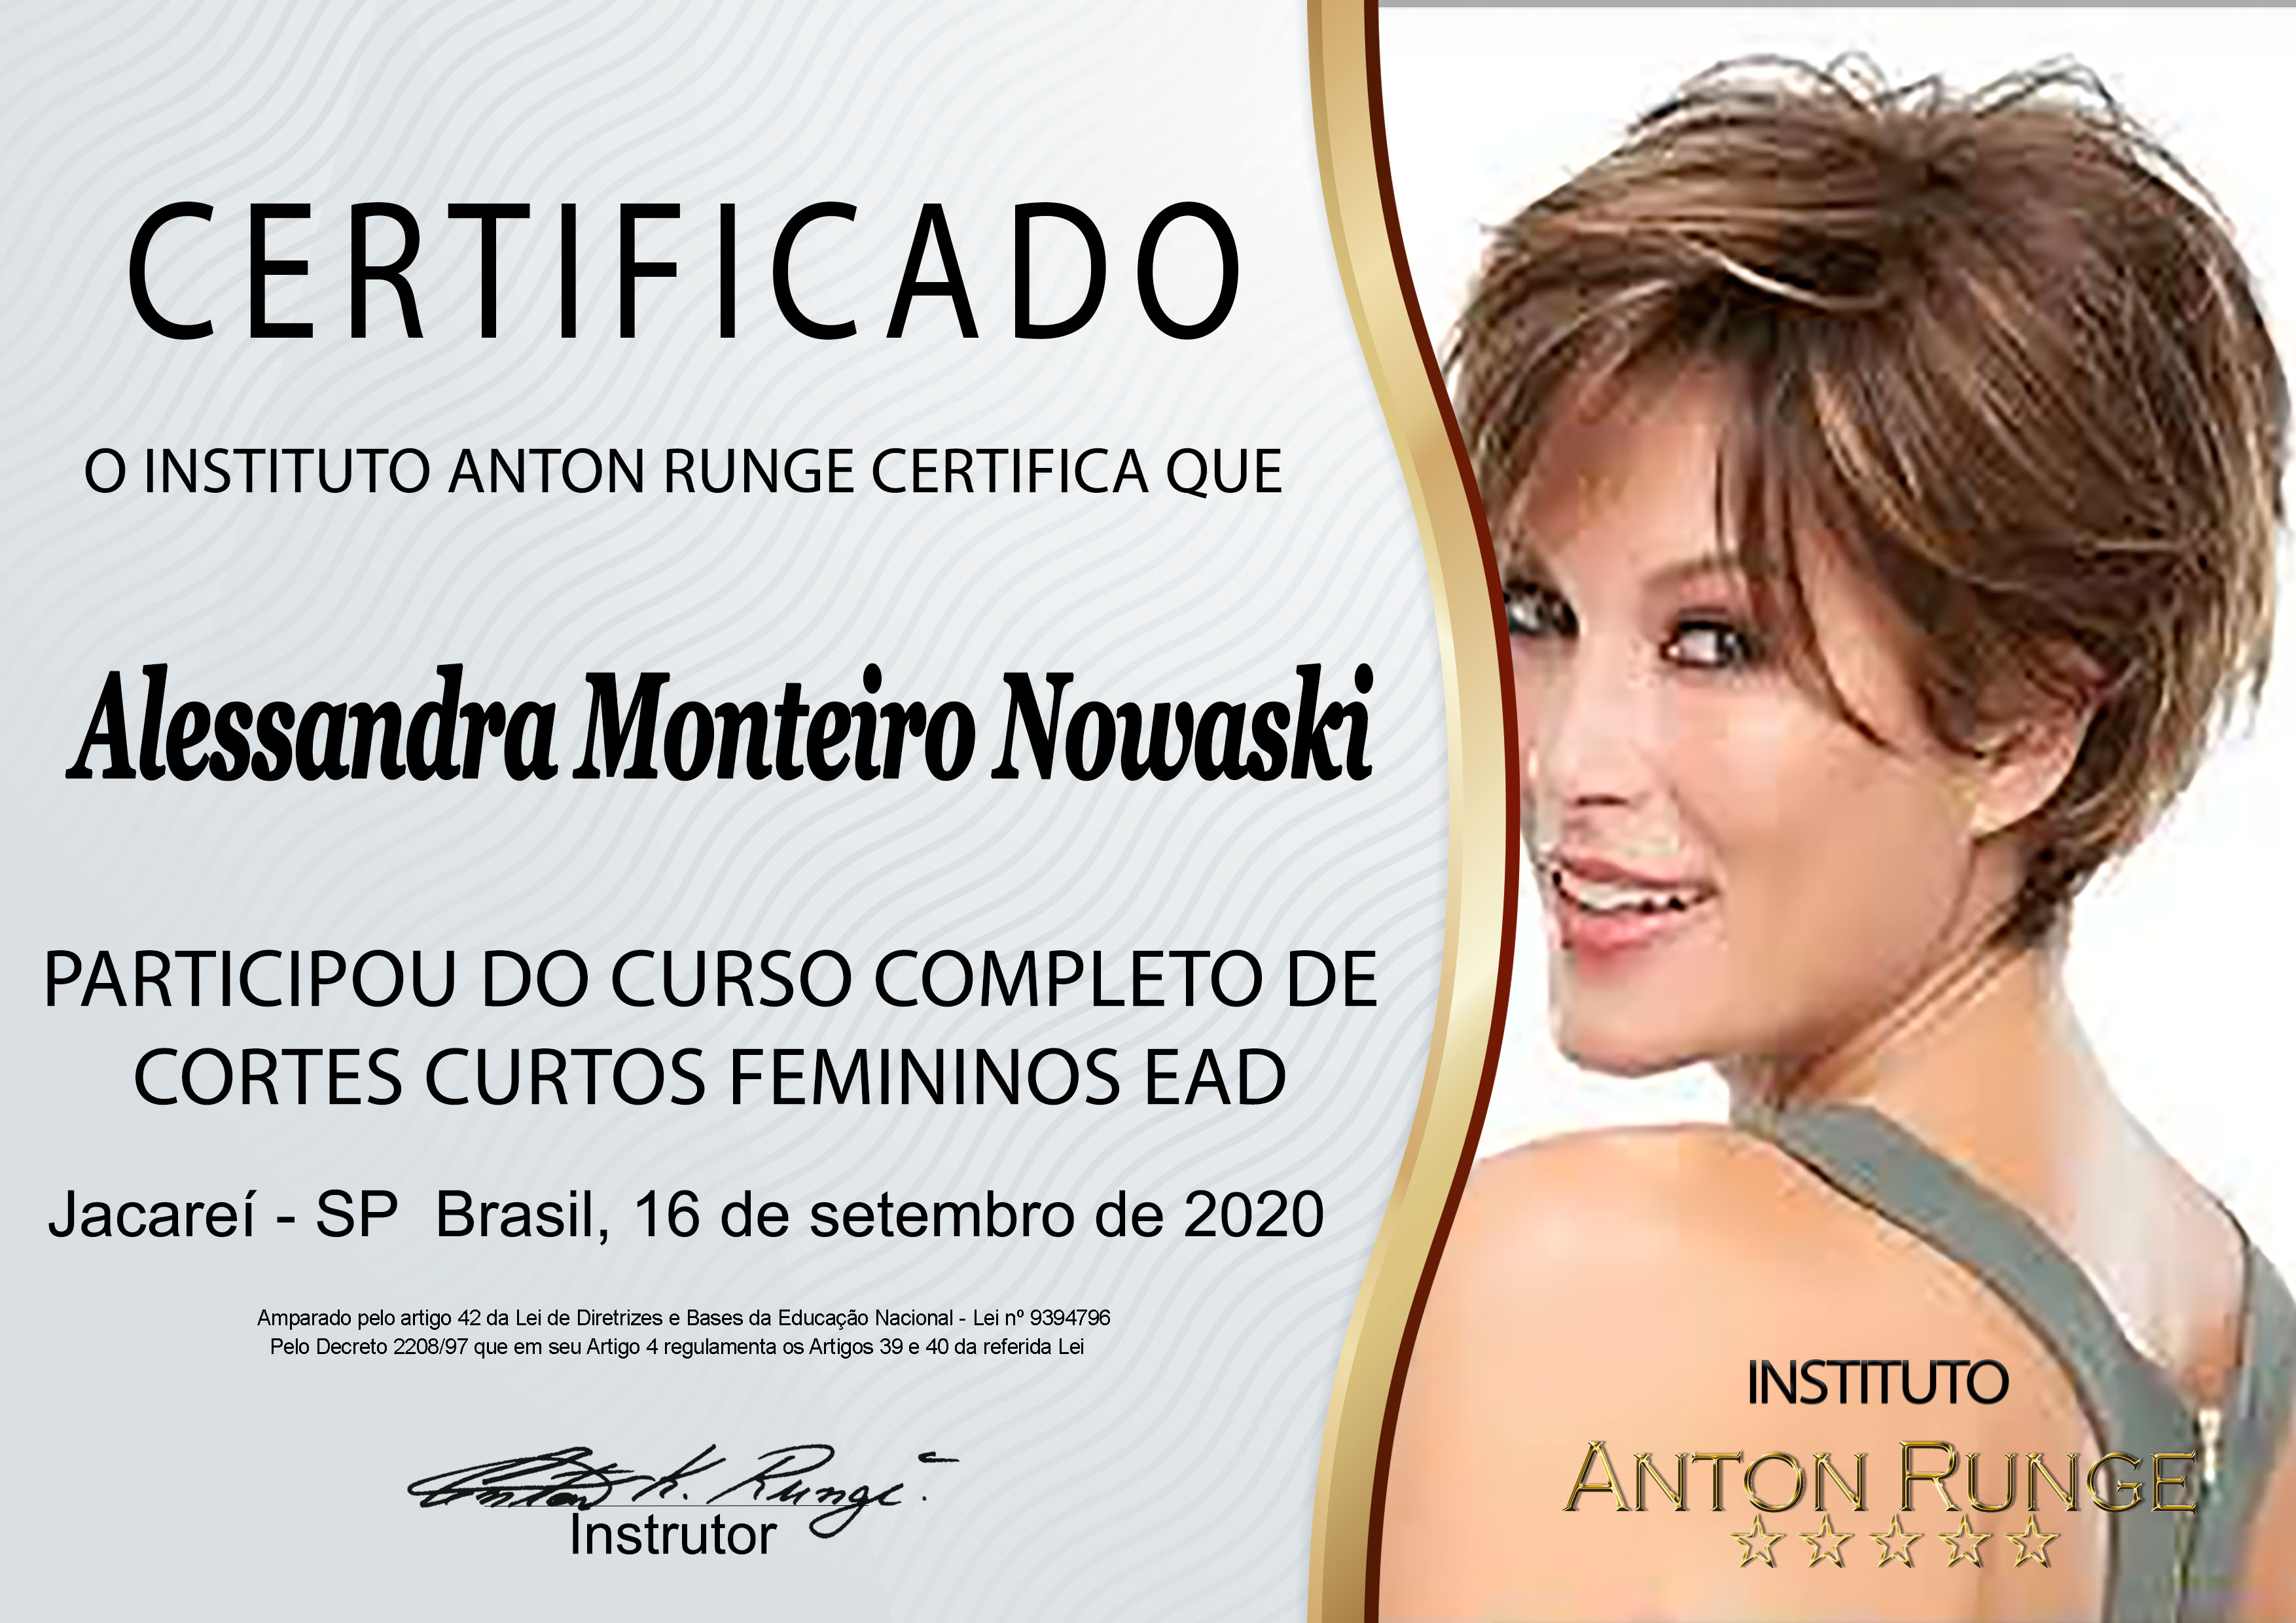 CERTIFICADO
O INSTITUTO ANTON RUNGE CERTIFICA QUE
Alessandra Monteiro Nowaski
PARTICIPOU DO CURSO COMPLETO DE
CORTES CURTOS FEMININOS EAD
Jacareí - SP  Brasil, 16 de setembro de 2020
Amparado pelo artigo 42 da Lei de Diretrizes e Bases da Educação Nacional - Lei nº 9394796
Pelo Decreto 2208/97 que em seu Artigo 4 regulamenta os Artigos 39 e 40 da referida Lei
Anton K. Runge
Instrutor
INSTITUTO
ANTON RUNGE